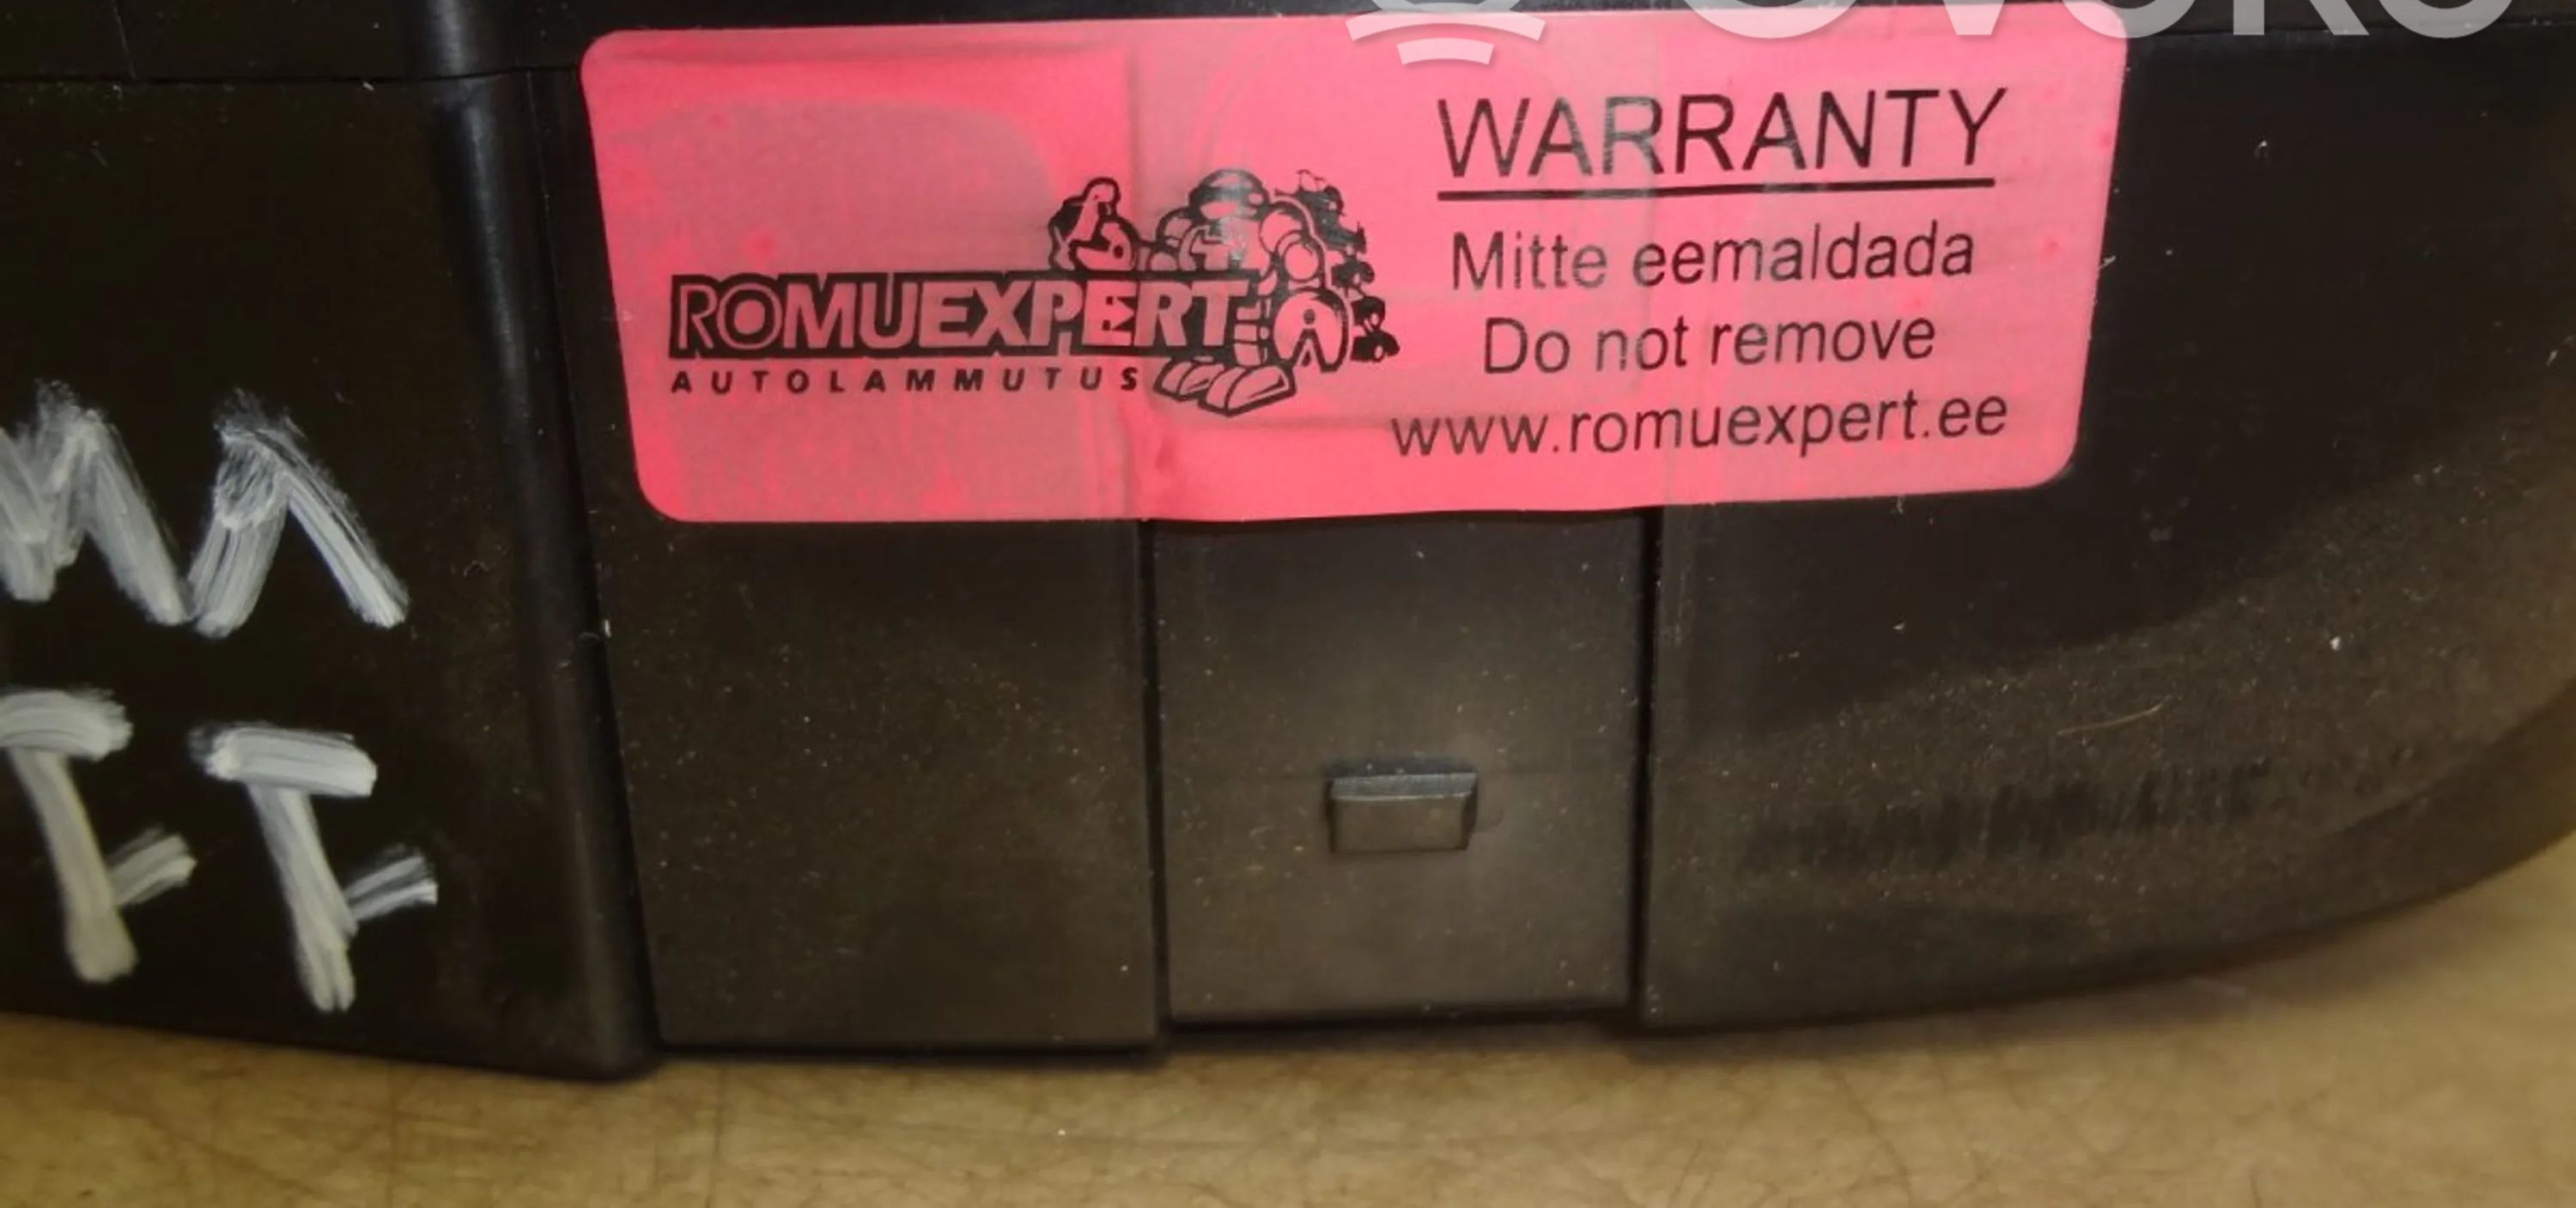 WARRANTY
Mitte eemaldada
Do not remove
www.romuexpert.ee
ROMUEXPERT
AUTOLAMMUTUS